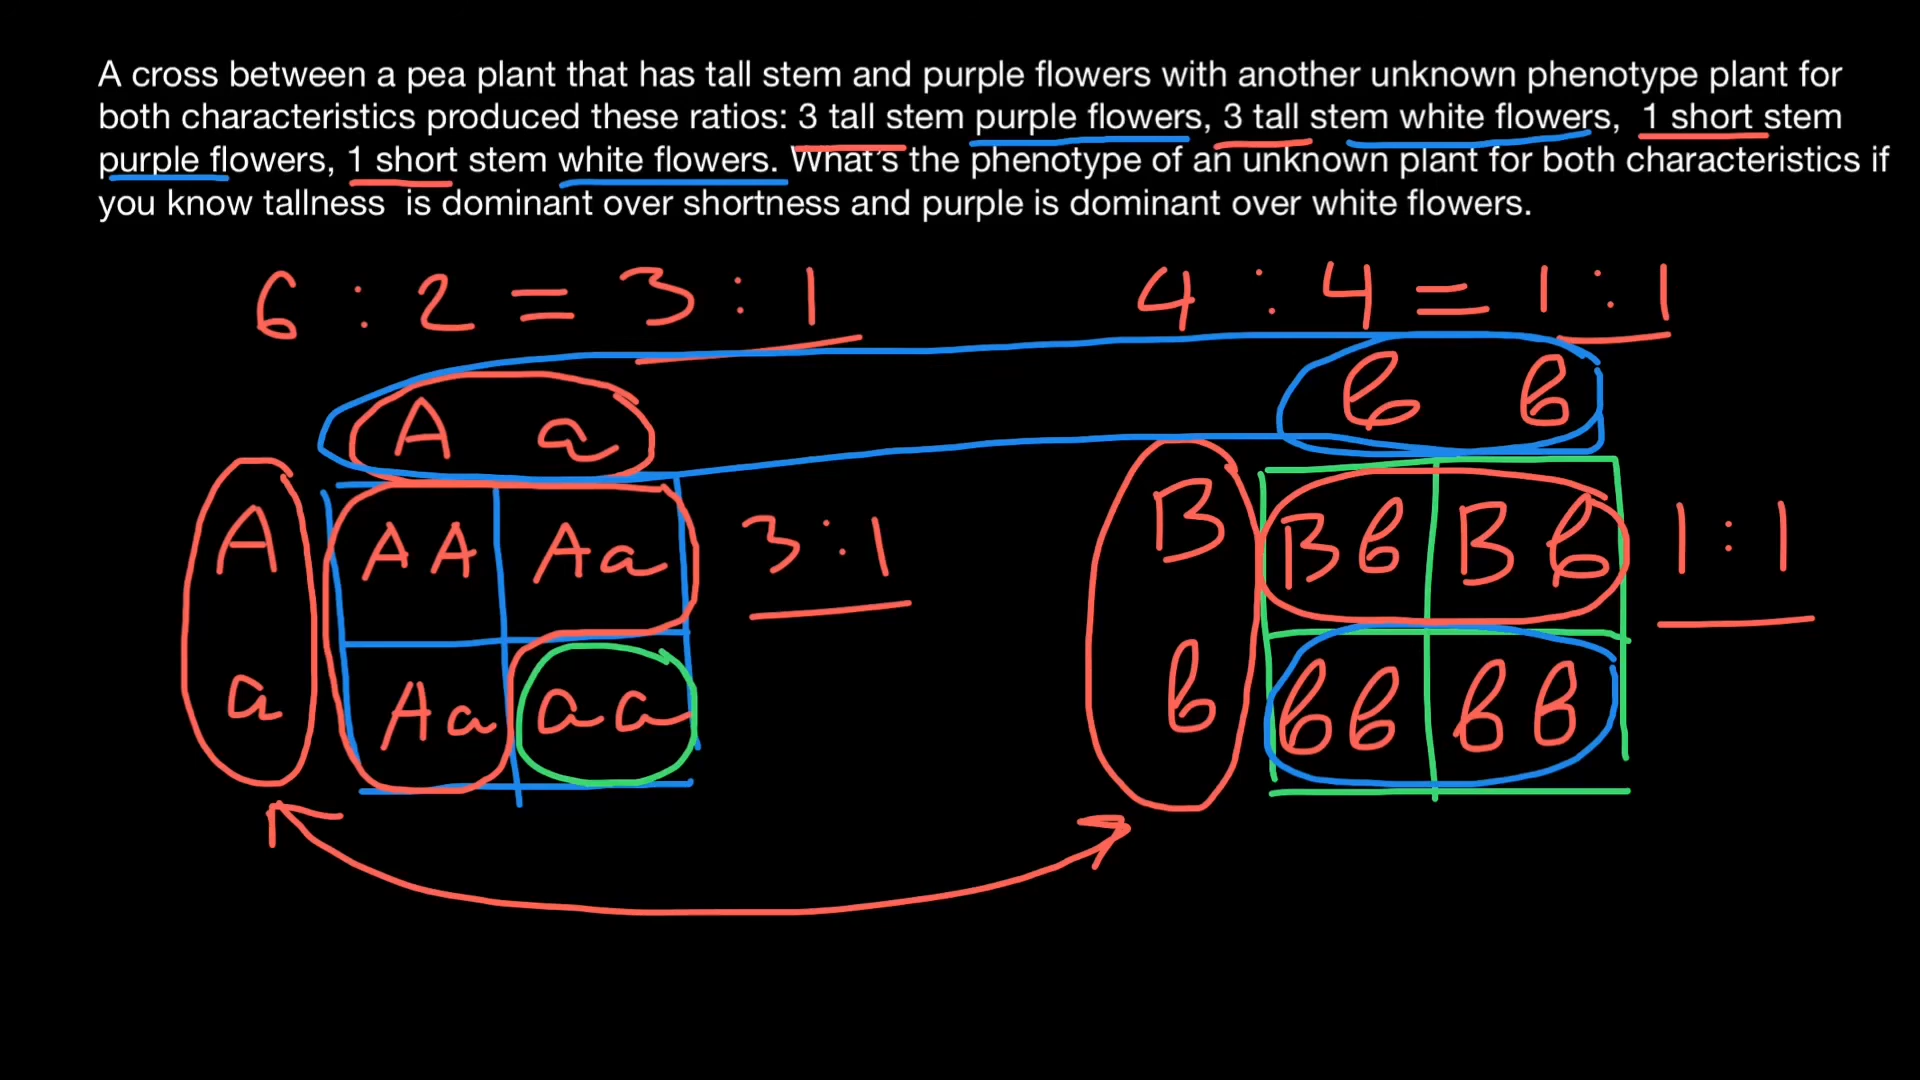 A cross between a pea plant that has tall stem and purple flowers with another unknown phenotype plant for
both characteristics produced these ratios: 3 tall stem purple flowers, 3 tall stem white flowers,  1 short stem
purple flowers, 1 short stem white flowers. What's the phenotype of an unknown plant for both characteristics if
you know tallness  is dominant over shortness and purple is dominant over white flowers.
6 : 2 = 3 : 1
4 : 4 = 1 : 1
A a
b b
A AA Aa 3:1
B Bb Bb 1:1
a Aa aa
b bb bb